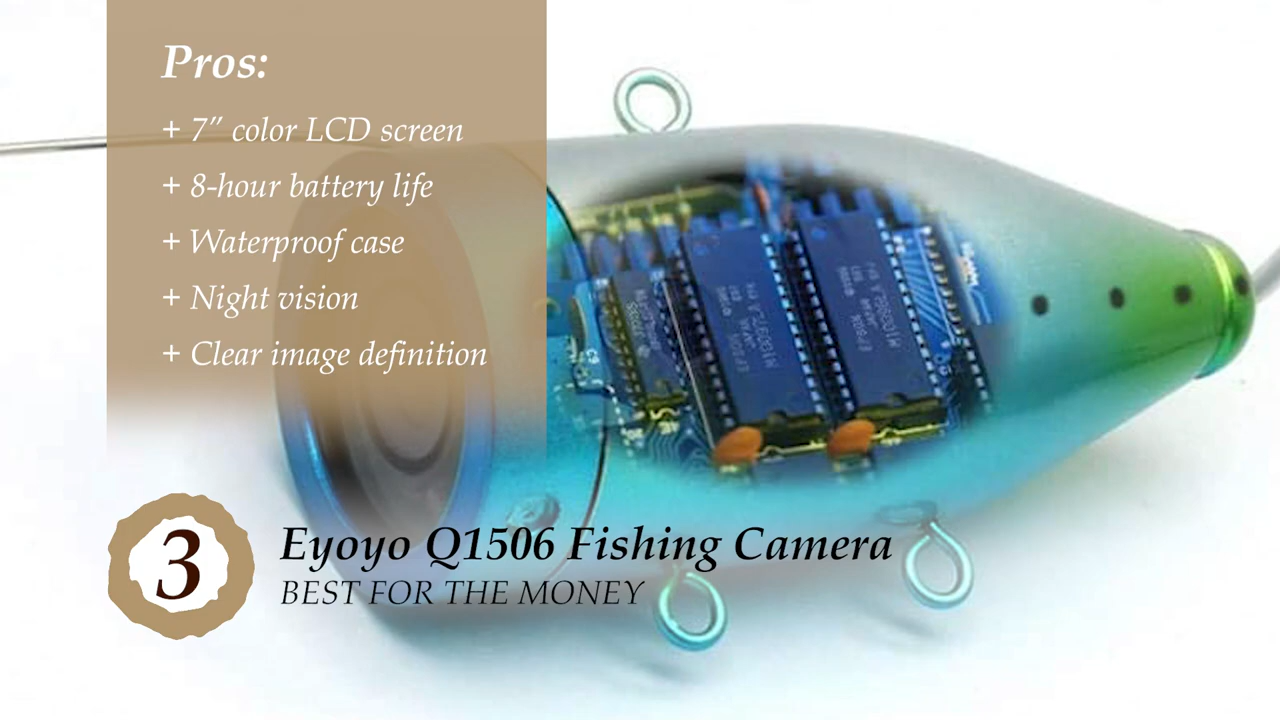 Pros:
+ 7” color LCD screen
+ 8-hour battery life
+ Waterproof case
+ Night vision
+ Clear image definition
3
Eyoyo Q1506 Fishing Camera
BEST FOR THE MONEY